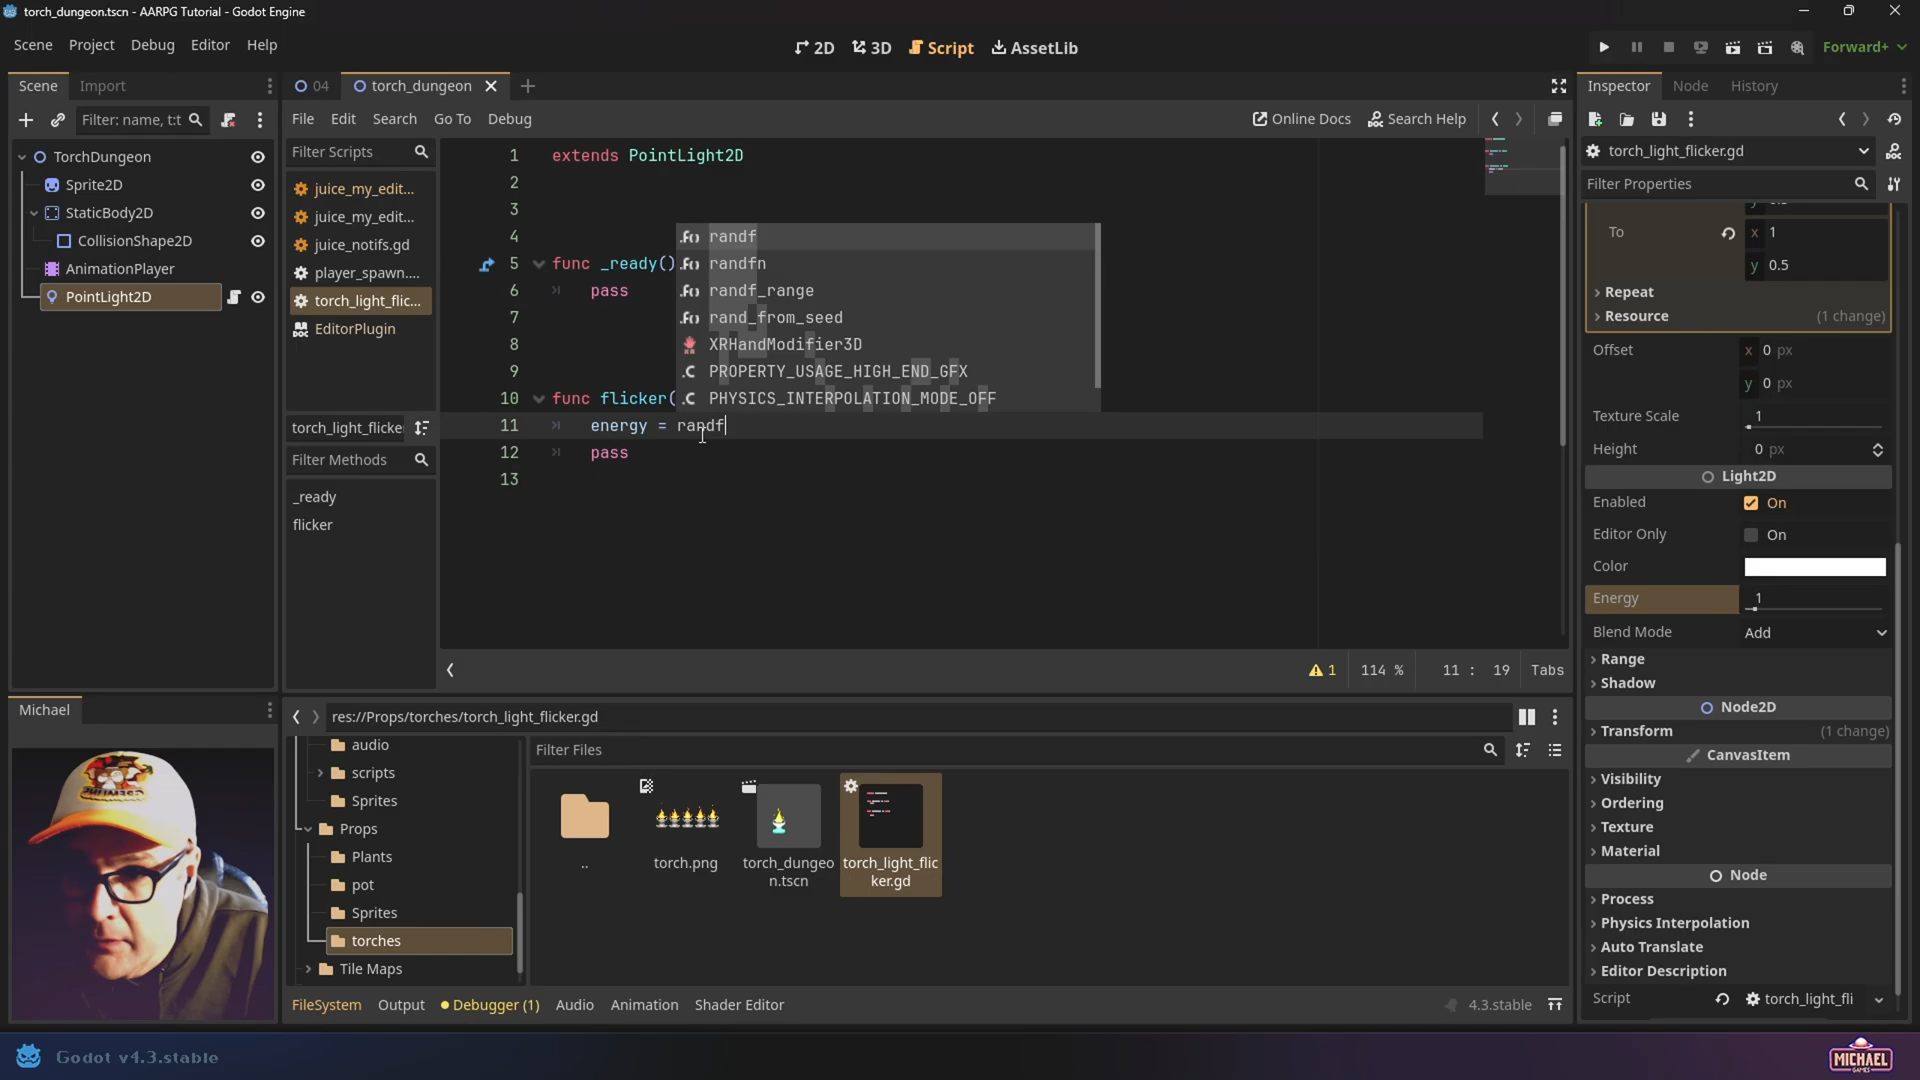 torch_dungeon.tscn - AARPG Tutorial - Godot Engine
Scene Project Debug Editor Help
2D 3D Script AssetLib
Forward+
Scene Import
Filter: name, t:t
TorchDungeon
Sprite2D
StaticBody2D
CollisionShape2D
AnimationPlayer
PointLight2D
04 torch_dungeon
File Edit Search Go To Debug
Online Docs Search Help
Filter Scripts
juice_my_edit...
juice_my_edit...
juice_notifs.gd
player_spawn....
torch_light_flic...
EditorPlugin
torch_light_flicke
Filter Methods
_ready
flicker
1 extends PointLight2D
2
3
4
5 func _ready()
6 pass
7
8
9
10 func flicker(
11 energy = randf
12 pass
13
randf
randfn
randf_range
rand_from_seed
XRHandModifier3D
.C PROPERTY_USAGE_HIGH_END_GFX
.C PHYSICS_INTERPOLATION_MODE_OFF
1 114 % 11 : 19 Tabs
Inspector Node History
torch_light_flicker.gd
Filter Properties
To x 1
y 0.5
Repeat
Resource (1 change)
Offset x 0 px
y 0 px
Texture Scale 1
Height 0 px
Light2D
Enabled On
Editor Only On
Color
Energy 1
Blend Mode Add
Range
Shadow
Node2D
Transform (1 change)
CanvasItem
Visibility
Ordering
Texture
Material
Node
Process
Physics Interpolation
Auto Translate
Editor Description
Script torch_light_fli
Michael
res://Props/torches/torch_light_flicker.gd
Filter Files
audio
scripts
Sprites
Props
Plants
pot
Sprites
torches
Tile Maps
..
torch.png
torch_dungeo
n.tscn
torch_light_flic
ker.gd
FileSystem Output Debugger (1) Audio Animation Shader Editor
4.3.stable
Godot v4.3.stable
MICHAEL
GAMES